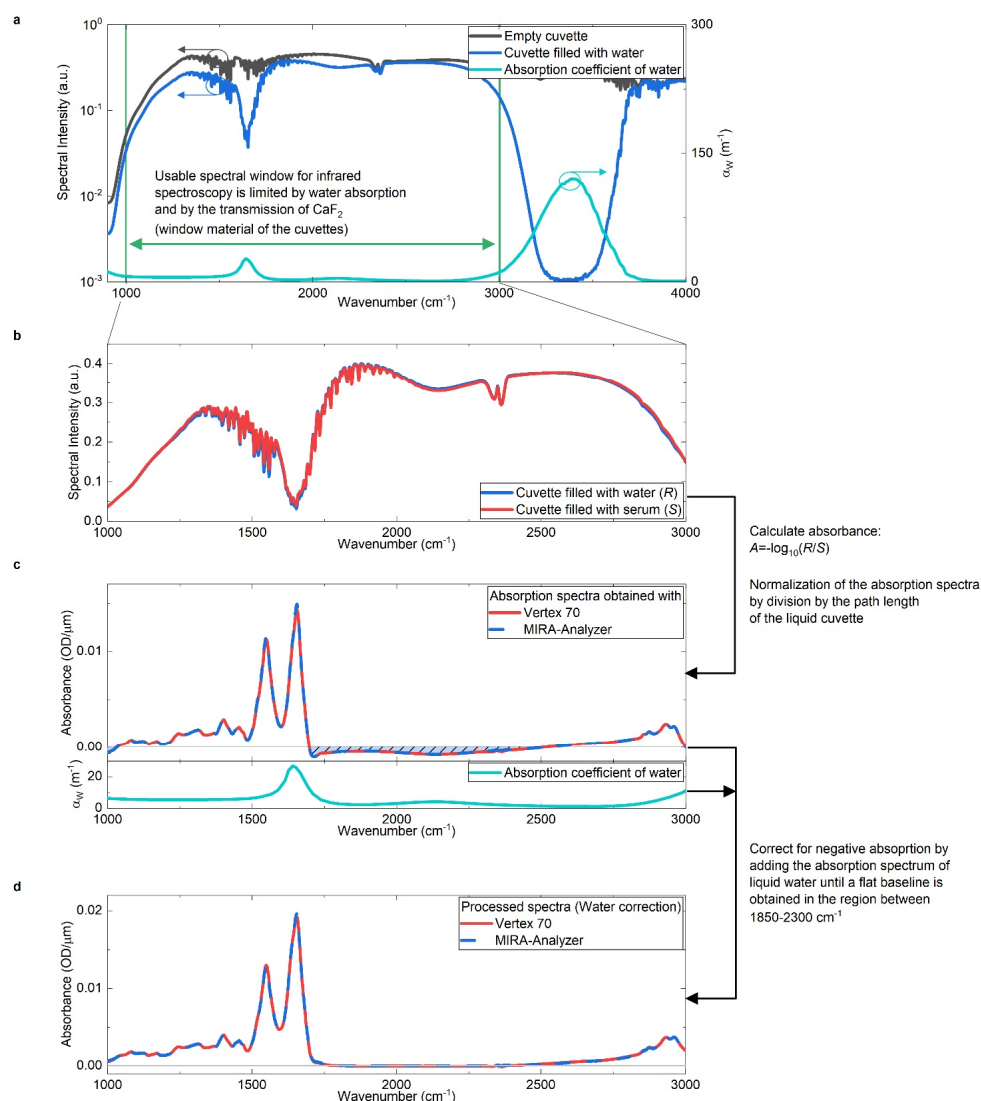 a
10⁰
10⁻¹
10⁻²
10⁻³
Spectral Intensity (a.u.)
Empty cuvette
Cuvette filled with water
Absorption coefficient of water
300
150
0
αW (m⁻¹)
Usable spectral window for infrared
spectroscopy is limited by water absorption
and by the transmission of CaF₂
(window material of the cuvettes)
1000
2000
3000
4000
Wavenumber (cm⁻¹)
b
0.4
0.3
0.2
0.1
0.0
Spectral Intensity (a.u.)
Cuvette filled with water (R)
Cuvette filled with serum (S)
1000
1500
2000
2500
3000
Wavenumber (cm⁻¹)
Calculate absorbance:
A=-log₁₀(R/S)
Normalization of the absorption spectra
by division by the path length
of the liquid cuvette
c
0.01
0.00
Absorbance (OD/μm)
Absorption spectra obtained with
Vertex 70
MIRA-Analyzer
20
0
αW (m⁻¹)
Absorption coefficient of water
1000
1500
2000
2500
3000
Wavenumber (cm⁻¹)
Correct for negative absoprtion by
adding the absorption spectrum of
liquid water until a flat baseline is
obtained in the region between
1850-2300 cm⁻¹
d
0.02
0.01
0.00
Absorbance (OD/μm)
Processed spectra (Water correction)
Vertex 70
MIRA-Analyzer
1000
1500
2000
2500
3000
Wavenumber (cm⁻¹)